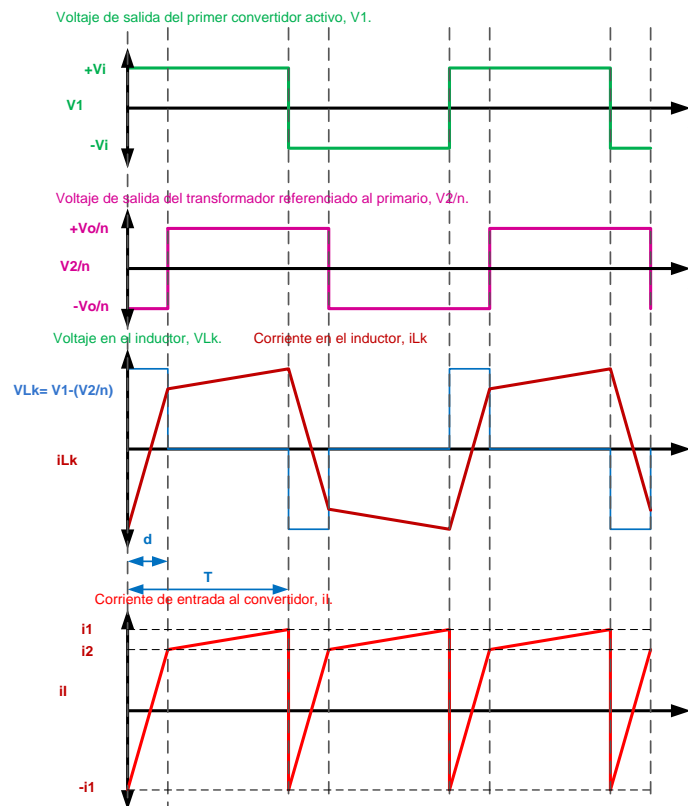 Voltaje de salida del primer convertidor activo, V1.
+Vi
V1
-Vi
Voltaje de salida del transformador referenciado al primario, V2/n.
+Vo/n
V2/n
-Vo/n
Voltaje en el inductor, VLk. Corriente en el inductor, iLk
VLk= V1-(V2/n)
iLk
d
T
Corriente de entrada al convertidor, iI.
i1
i2
iI
-i1